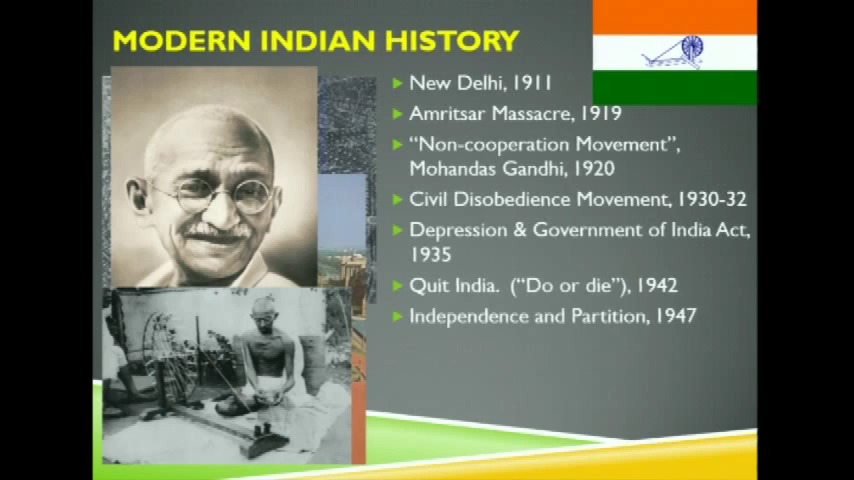 MODERN INDIAN HISTORY
New Delhi, 1911
Amritsar Massacre, 1919
“Non-cooperation Movement”,
Mohandas Gandhi, 1920
Civil Disobedience Movement, 1930-32
Depression & Government of India Act,
1935
Quit India. (“Do or die”), 1942
Independence and Partition, 1947